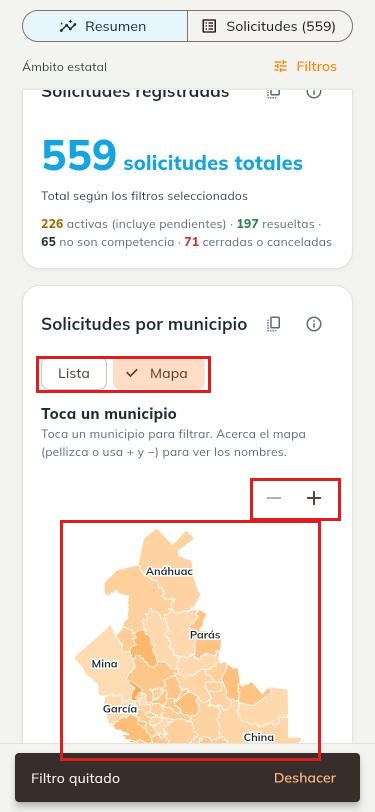 Resumen
Solicitudes (559)
Ámbito estatal
Filtros
Solicitudes registradas
559 solicitudes totales
Total según los filtros seleccionados
226 activas (incluye pendientes) · 197 resueltas ·
65 no son competencia · 71 cerradas o canceladas
Solicitudes por municipio
Lista
Mapa
Toca un municipio
Toca un municipio para filtrar. Acerca el mapa
(pellizca o usa + y −) para ver los nombres.
− +
Anáhuac
Parás
Mina
García
China
Filtro quitado
Deshacer